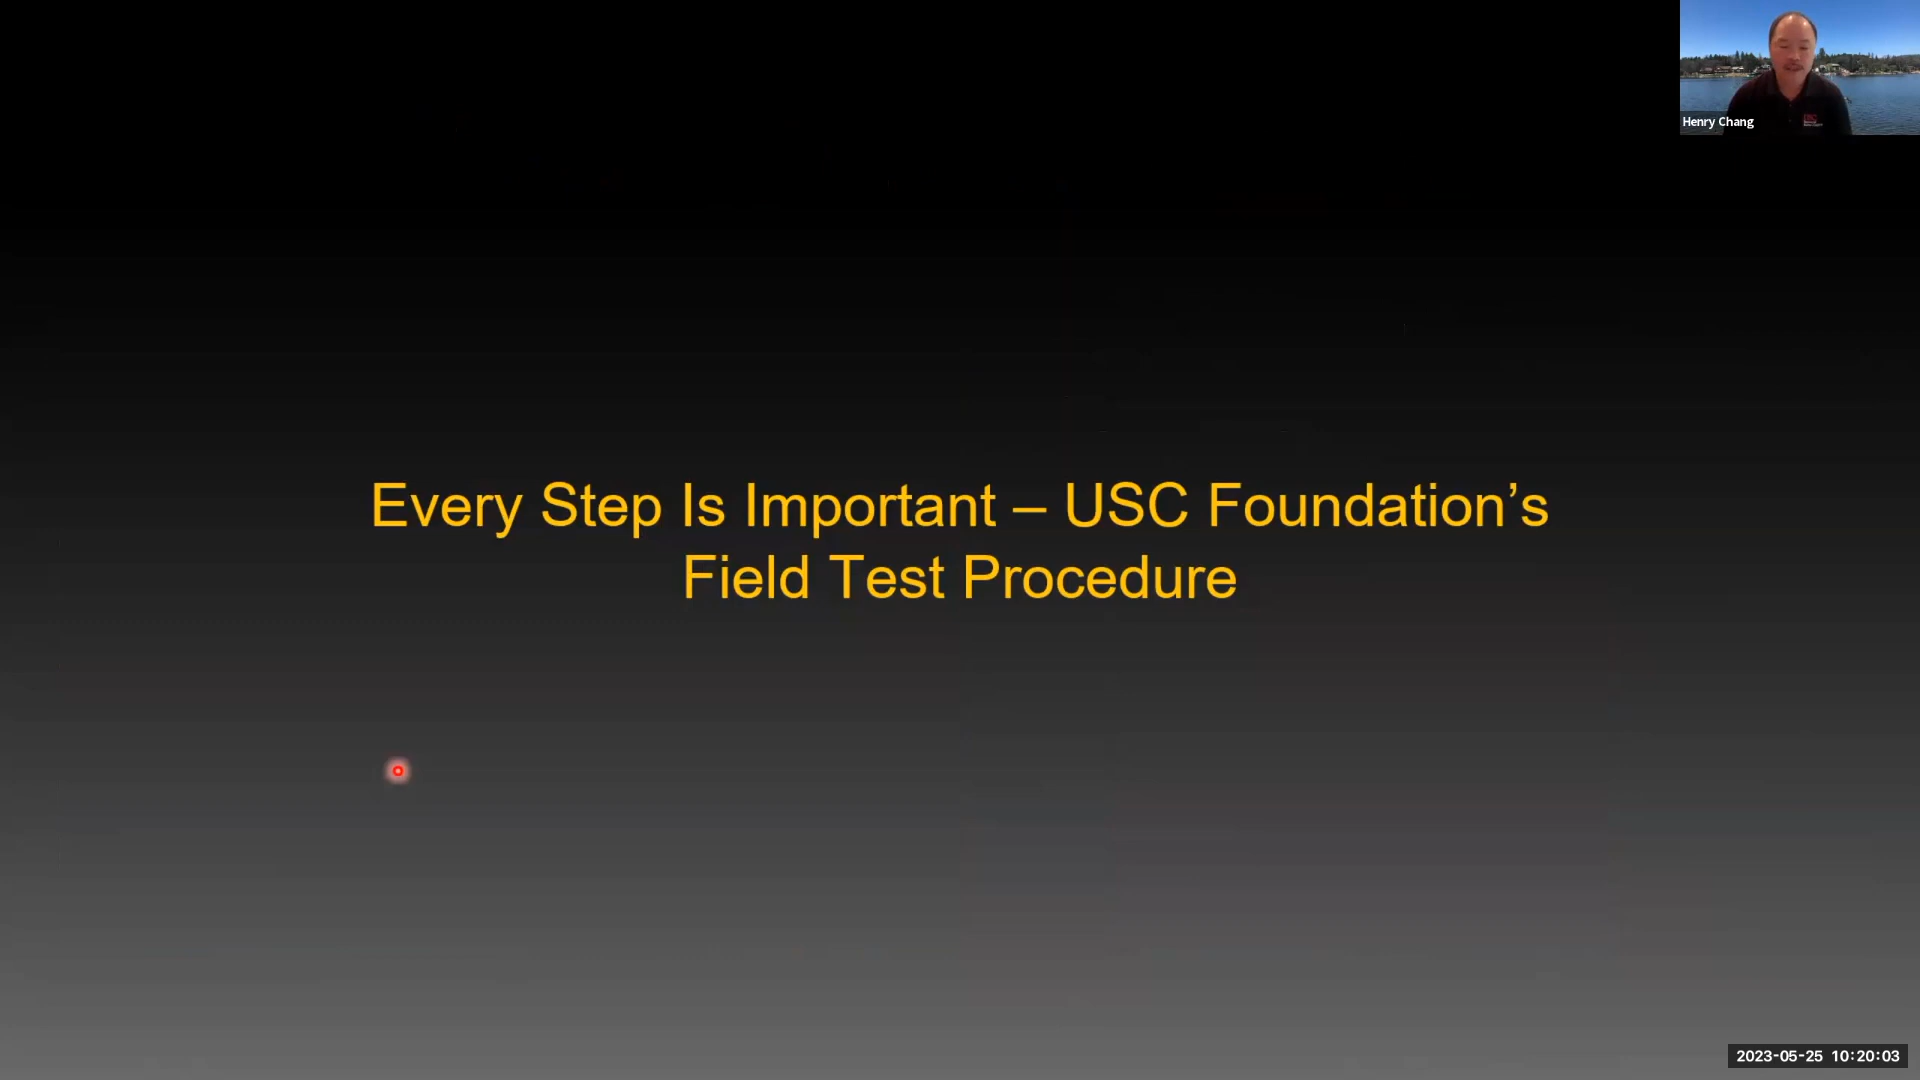 Henry Chang
Every Step Is Important – USC Foundation’s
Field Test Procedure
2023-05-25 10:20:03